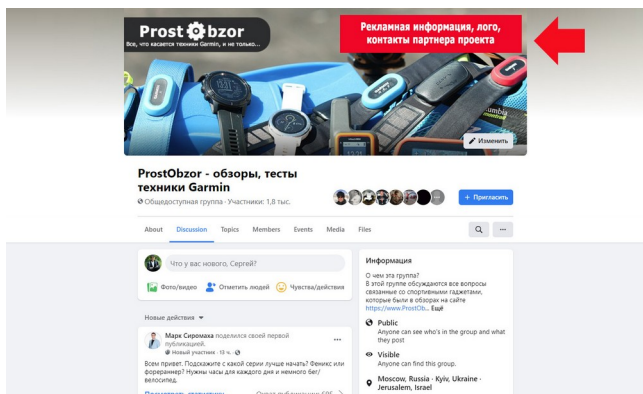 Prost bzor
Все, что касается техники Garmin, и не только...
Рекламная информация, лого,
контакты партнера проекта
Изменить
ProstObzor - обзоры, тесты
техники Garmin
Общедоступная группа · Участники: 1,8 тыс.
+ Пригласить
About Discussion Topics Members Events Media Files
Что у вас нового, Сергей?
Фото/видео Отметить людей Чувства/действия
Новые действия
Марк Сиромаха поделился своей первой
публикацией.
Новый участник · 13 ч.
Всем привет. Подскажите с какой серии лучше начать? Феникс или
форераннер? Нужны часы для каждого дня и немного бег/
велосипед.
Информация
О чем эта группа?
В этой группе обсуждаются все вопросы
связанные со спортивными гаджетами,
которые были в обзорах на сайте
https://www.ProstOb... Ещё
Public
Anyone can see who's in the group and what
they post
Visible
Anyone can find this group.
Moscow, Russia · Kyiv, Ukraine ·
Jerusalem, Israel